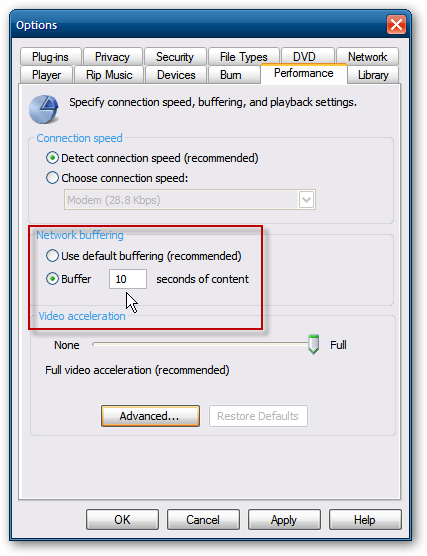 Options
Plug-ins Privacy Security File Types DVD Network
Player Rip Music Devices Burn Performance Library
Specify connection speed, buffering, and playback settings.
Connection speed
Detect connection speed (recommended)
Choose connection speed:
Modem (28.8 Kbps)
Network buffering
Use default buffering (recommended)
Buffer 10 seconds of content
Video acceleration
None Full
Full video acceleration (recommended)
Advanced... Restore Defaults
OK Cancel Apply Help